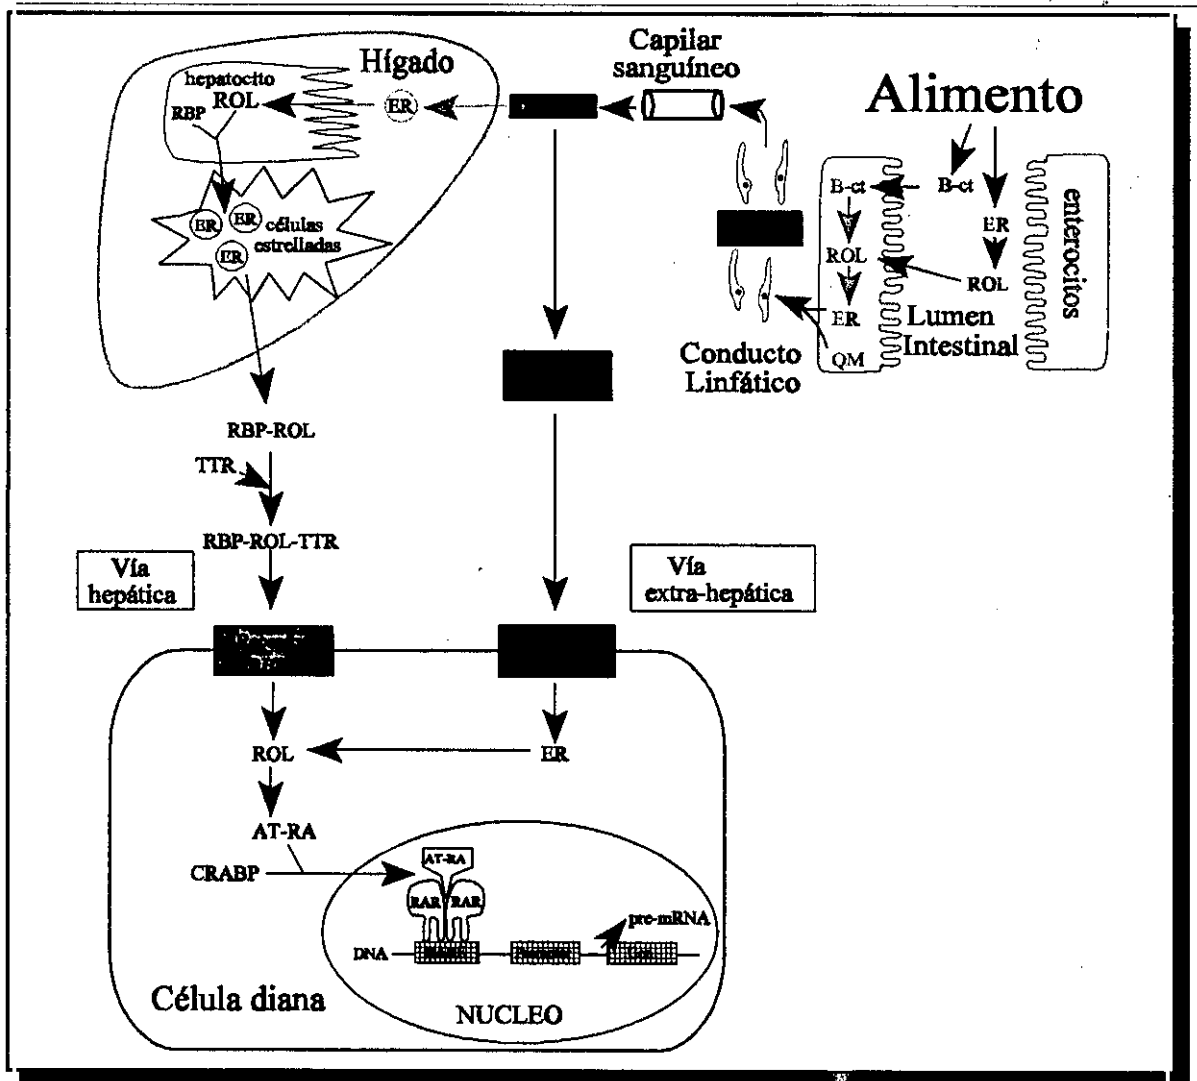 Capilar
sanguíneo
Alimento
Hígado
hepatocito
ROL
RBP
ER
B-ct
B-ct
ER
ROL
ROL
ER
QM
enterocitos
Lumen
Intestinal
Conducto
Linfático
ER
ER
ER
células
estrelladas
RBP-ROL
TTR
RBP-ROL-TTR
Vía
hepática
Vía
extra-hepática
ROL
ER
AT-RA
CRABP
AT-RA
RAR
RAR
pre-mRNA
DNA
Célula diana
NUCLEO